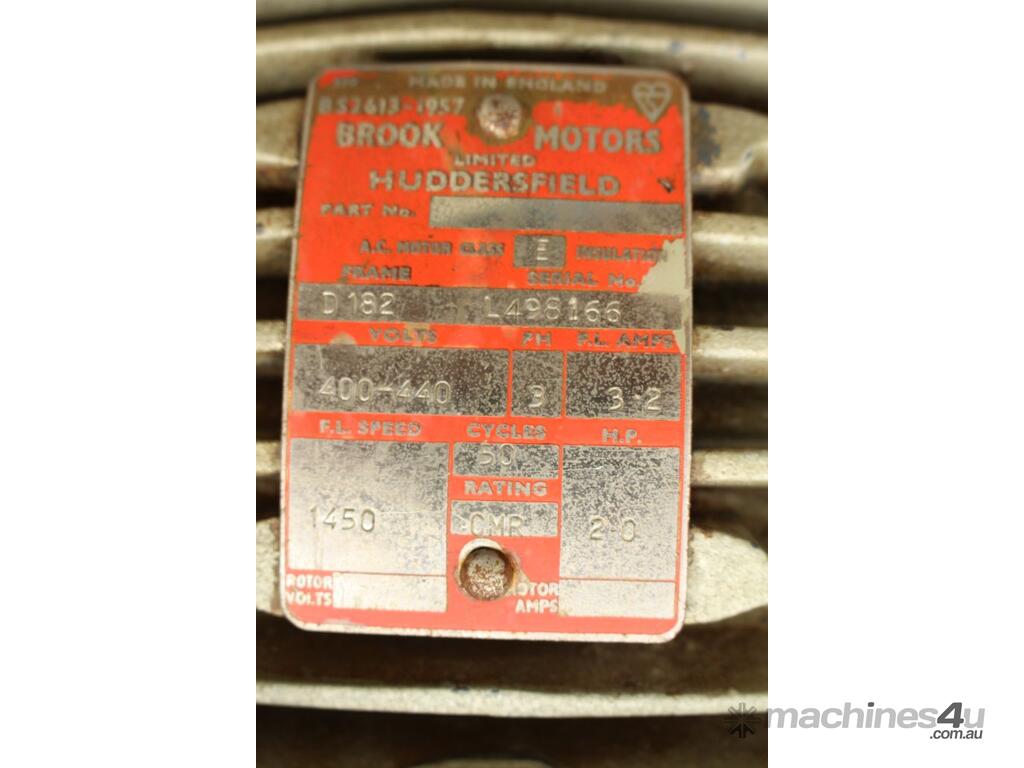 MADE IN ENGLAND
BS2613-1957
BROOK MOTORS
LIMITED
HUDDERSFIELD
PART No.
A.C. MOTOR CLASS E INSULATION
FRAME SERIAL No.
D182 L498166
VOLTS PH F.L. AMPS
400-440 3 3·2
F.L. SPEED CYCLES H.P.
50
RATING
1450 CMR 2·0
ROTOR VOLTS
ROTOR AMPS
machines4u
.com.au